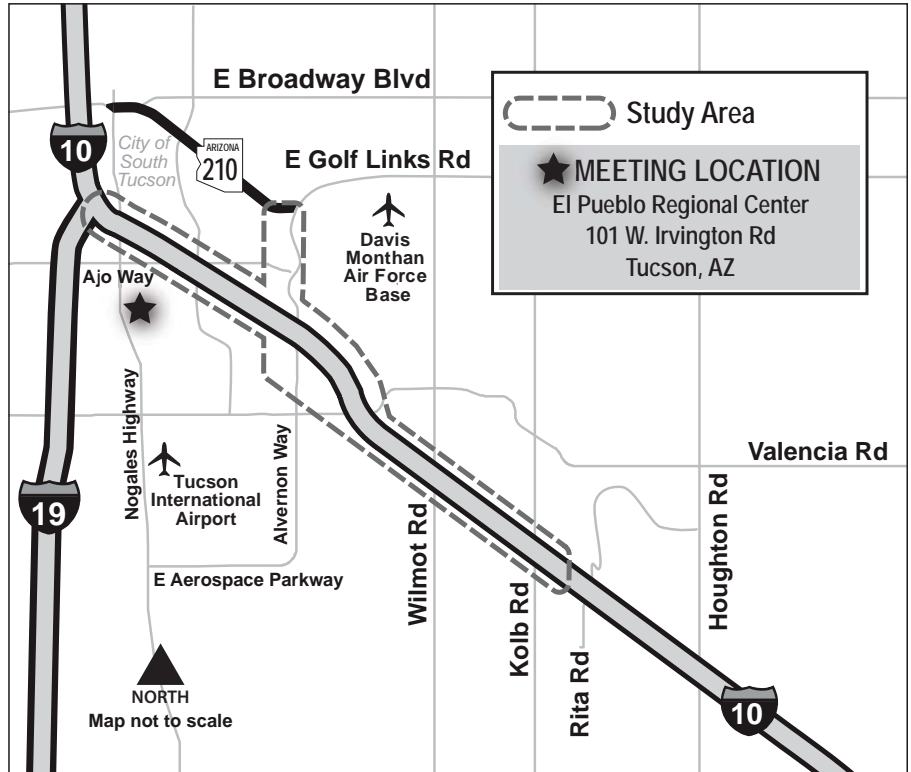 E Broadway Blvd
10
City of
South
Tucson
ARIZONA
210
E Golf Links Rd
Davis
Monthan
Air Force
Base
Study Area
MEETING LOCATION
El Pueblo Regional Center
101 W. Irvington Rd
Tucson, AZ
Ajo Way
Nogales Highway
Tucson
International
Airport
Alvernon Way
Valencia Rd
19
E Aerospace Parkway
Wilmot Rd
Kolb Rd
Rita Rd
Houghton Rd
10
NORTH
Map not to scale